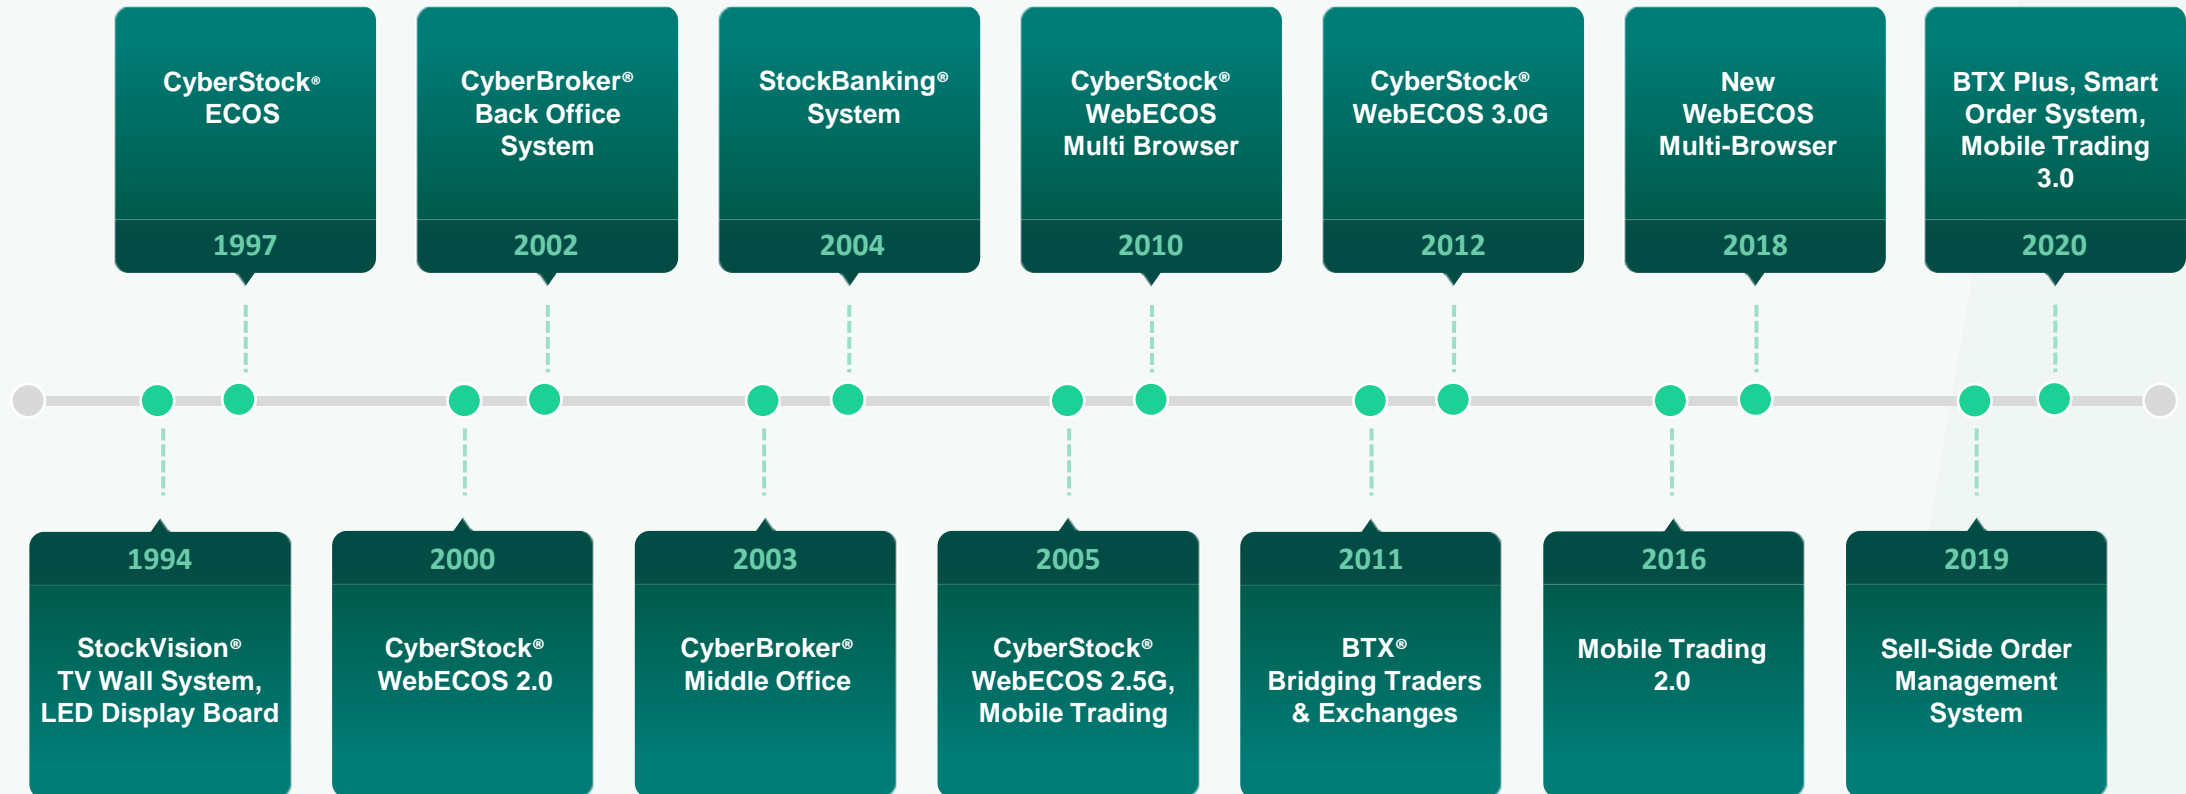 CyberStock®
ECOS
1997
CyberBroker®
Back Office
System
2002
StockBanking®
System
2004
CyberStock®
WebECOS
Multi Browser
2010
CyberStock®
WebECOS 3.0G
2012
New
WebECOS
Multi-Browser
2018
BTX Plus, Smart
Order System,
Mobile Trading
3.0
2020
1994
StockVision®
TV Wall System,
LED Display Board
2000
CyberStock®
WebECOS 2.0
2003
CyberBroker®
Middle Office
2005
CyberStock®
WebECOS 2.5G,
Mobile Trading
2011
BTX®
Bridging Traders
& Exchanges
2016
Mobile Trading
2.0
2019
Sell-Side Order
Management
System